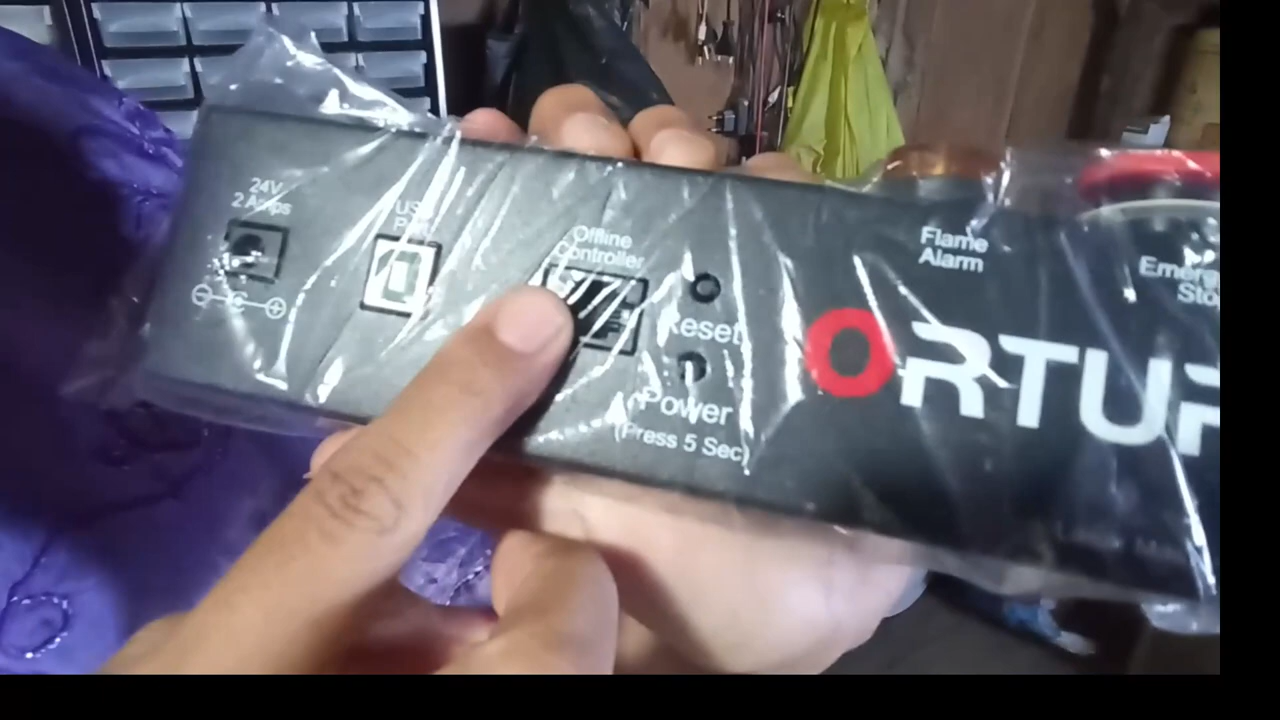 24V
2 Amps
Offline
Controller
Reset
Power
(Press 5 Sec)
Flame
Alarm
ORTUR